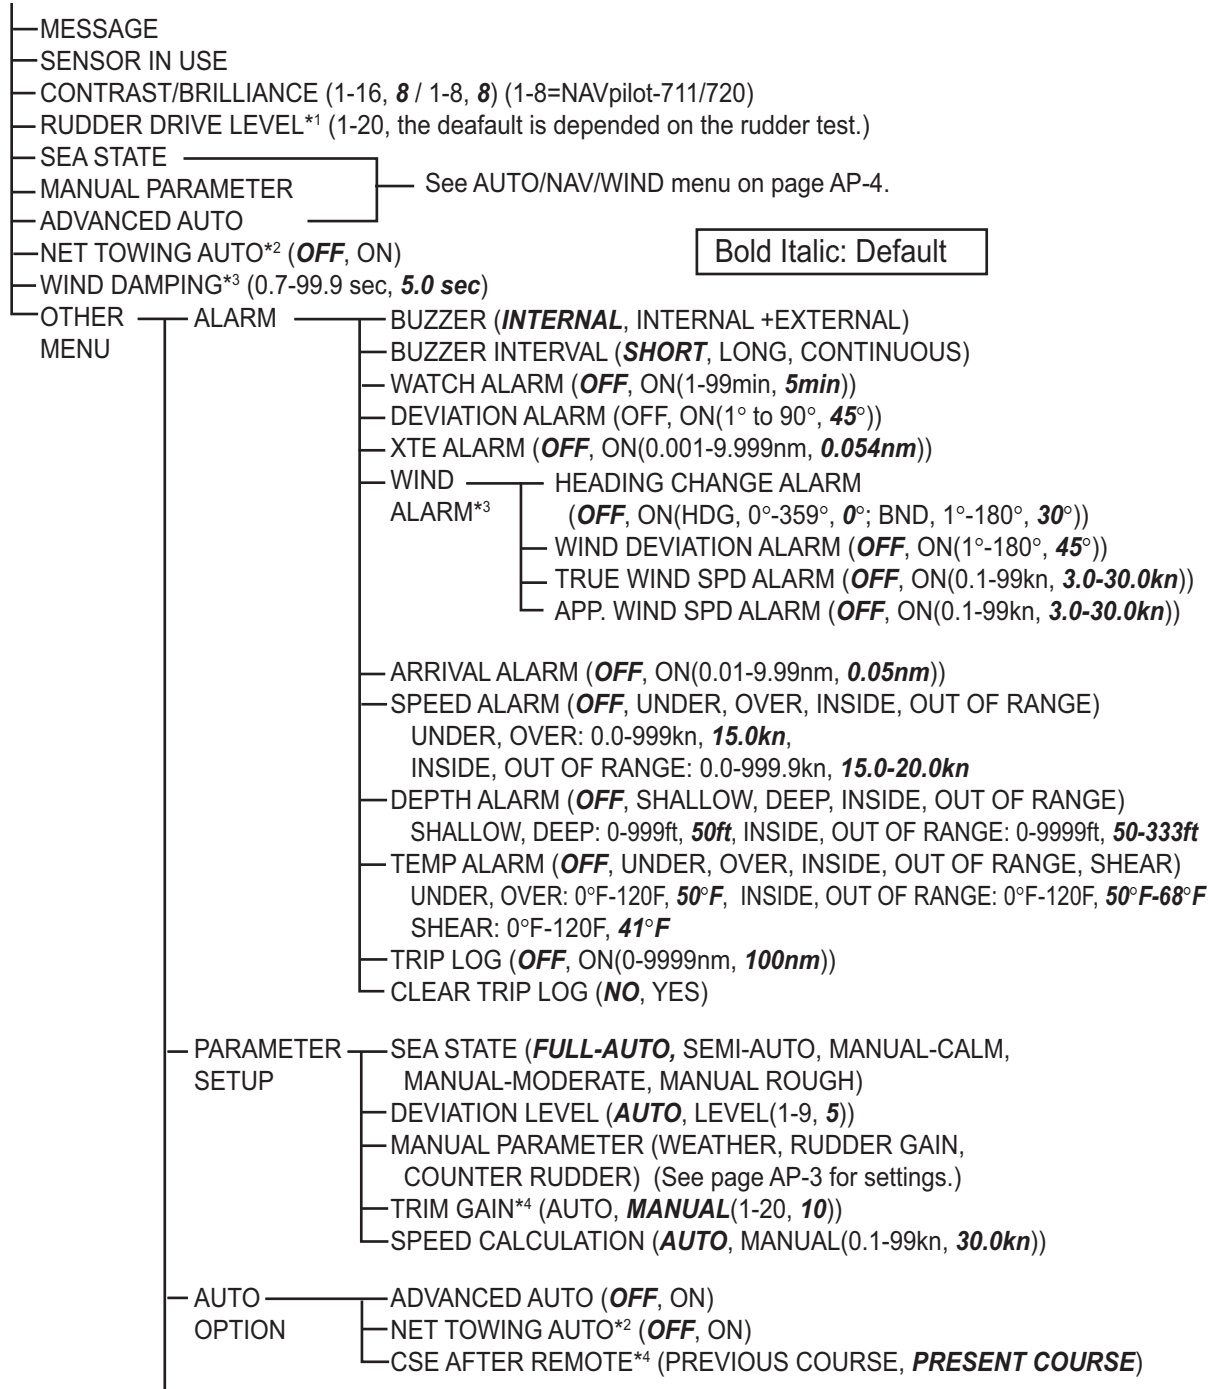 MESSAGE
SENSOR IN USE
CONTRAST/BRILLIANCE (1-16, 8 / 1-8, 8) (1-8=NAVpilot-711/720)
RUDDER DRIVE LEVEL*1 (1-20, the deafault is depended on the rudder test.)
SEA STATE
MANUAL PARAMETER
See AUTO/NAV/WIND menu on page AP-4.
ADVANCED AUTO
NET TOWING AUTO*2 (OFF, ON)
Bold Italic: Default
WIND DAMPING*3 (0.7-99.9 sec, 5.0 sec)
OTHER
MENU
ALARM
BUZZER (INTERNAL, INTERNAL +EXTERNAL)
BUZZER INTERVAL (SHORT, LONG, CONTINUOUS)
WATCH ALARM (OFF, ON(1-99min, 5min))
DEVIATION ALARM (OFF, ON(1° to 90°, 45°))
XTE ALARM (OFF, ON(0.001-9.999nm, 0.054nm))
WIND
ALARM*3
HEADING CHANGE ALARM
(OFF, ON(HDG, 0°-359°, 0°; BND, 1°-180°, 30°))
WIND DEVIATION ALARM (OFF, ON(1°-180°, 45°))
TRUE WIND SPD ALARM (OFF, ON(0.1-99kn, 3.0-30.0kn))
APP. WIND SPD ALARM (OFF, ON(0.1-99kn, 3.0-30.0kn))
ARRIVAL ALARM (OFF, ON(0.01-9.99nm, 0.05nm))
SPEED ALARM (OFF, UNDER, OVER, INSIDE, OUT OF RANGE)
UNDER, OVER: 0.0-999kn, 15.0kn,
INSIDE, OUT OF RANGE: 0.0-999.9kn, 15.0-20.0kn
DEPTH ALARM (OFF, SHALLOW, DEEP, INSIDE, OUT OF RANGE)
SHALLOW, DEEP: 0-999ft, 50ft, INSIDE, OUT OF RANGE: 0-9999ft, 50-333ft
TEMP ALARM (OFF, UNDER, OVER, INSIDE, OUT OF RANGE, SHEAR)
UNDER, OVER: 0°F-120F, 50°F, INSIDE, OUT OF RANGE: 0°F-120F, 50°F-68°F
SHEAR: 0°F-120F, 41°F
TRIP LOG (OFF, ON(0-9999nm, 100nm))
CLEAR TRIP LOG (NO, YES)
PARAMETER
SETUP
SEA STATE (FULL-AUTO, SEMI-AUTO, MANUAL-CALM,
MANUAL-MODERATE, MANUAL ROUGH)
DEVIATION LEVEL (AUTO, LEVEL(1-9, 5))
MANUAL PARAMETER (WEATHER, RUDDER GAIN,
COUNTER RUDDER) (See page AP-3 for settings.)
TRIM GAIN*4 (AUTO, MANUAL(1-20, 10))
SPEED CALCULATION (AUTO, MANUAL(0.1-99kn, 30.0kn))
AUTO
OPTION
ADVANCED AUTO (OFF, ON)
NET TOWING AUTO*2 (OFF, ON)
CSE AFTER REMOTE*4 (PREVIOUS COURSE, PRESENT COURSE)